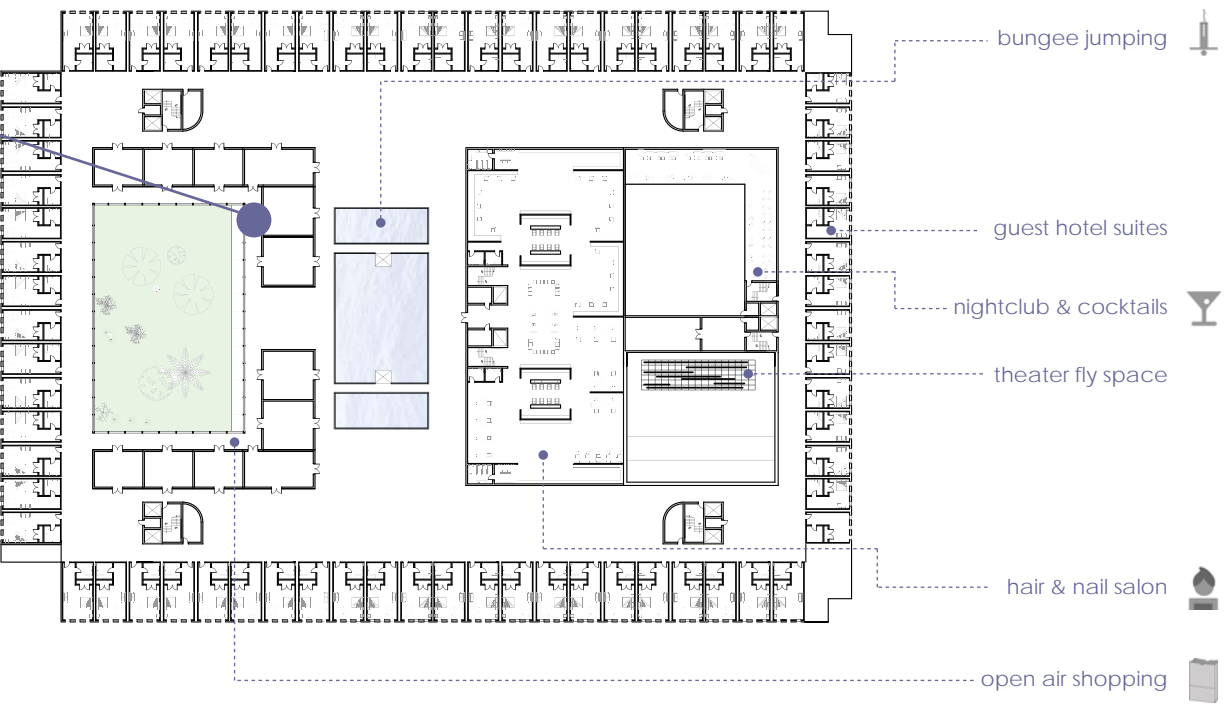 bungee jumping
guest hotel suites
nightclub & cocktails
theater fly space
hair & nail salon
open air shopping